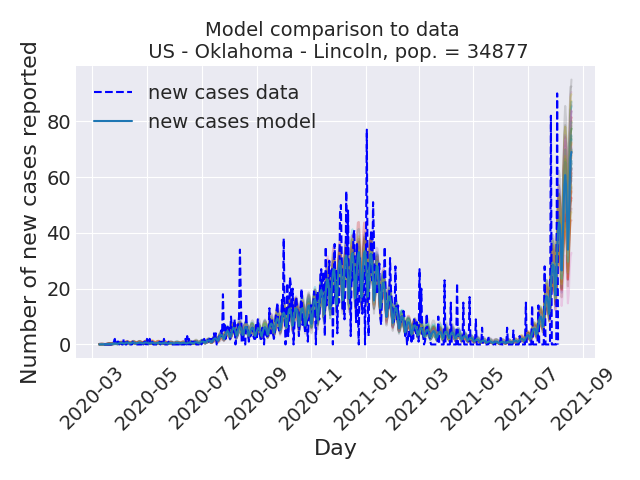 Model comparison to data
US - Oklahoma - Lincoln, pop. = 34877
Number of new cases reported
80
60
40
20
0
new cases data
new cases model
2020-03
2020-05
2020-07
2020-09
2020-11
2021-01
2021-03
2021-05
2021-07
2021-09
Day